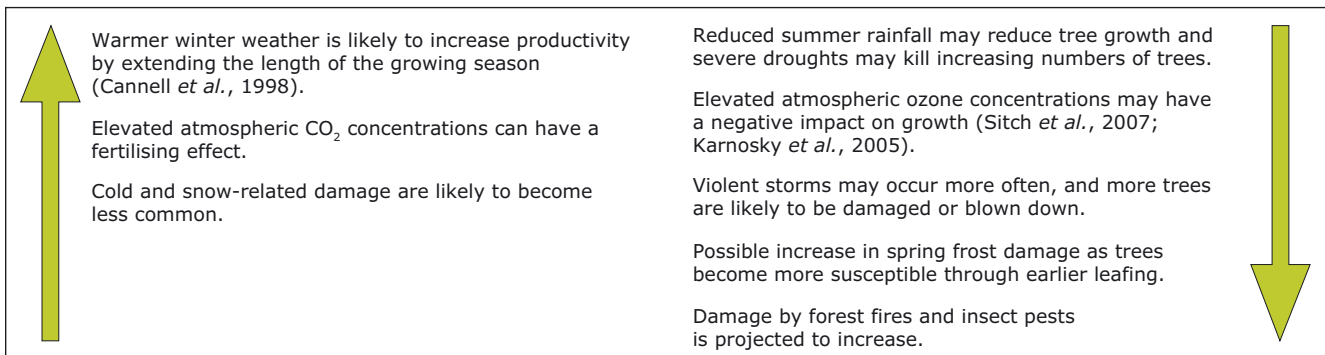 Warmer winter weather is likely to increase productivity
by extending the length of the growing season
(Cannell et al., 1998).
Elevated atmospheric CO₂ concentrations can have a
fertilising effect.
Cold and snow-related damage are likely to become
less common.
Reduced summer rainfall may reduce tree growth and
severe droughts may kill increasing numbers of trees.
Elevated atmospheric ozone concentrations may have
a negative impact on growth (Sitch et al., 2007;
Karnosky et al., 2005).
Violent storms may occur more often, and more trees
are likely to be damaged or blown down.
Possible increase in spring frost damage as trees
become more susceptible through earlier leafing.
Damage by forest fires and insect pests
is projected to increase.